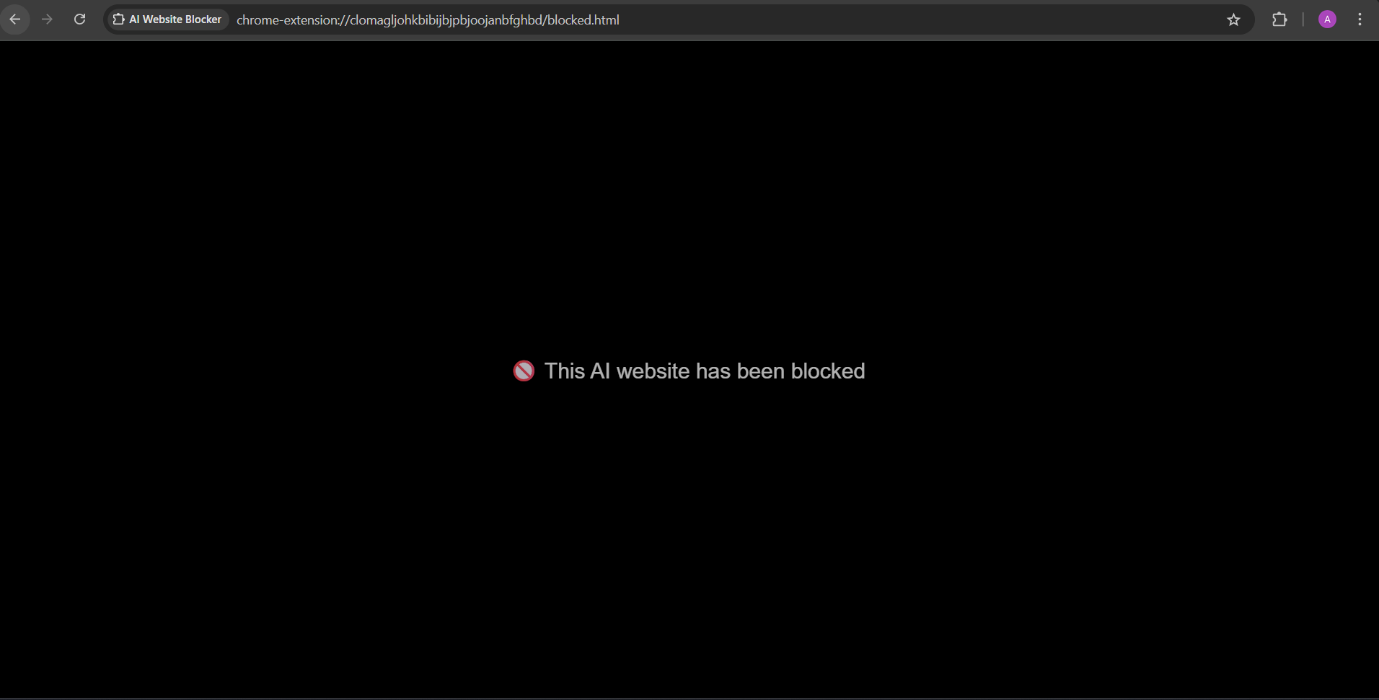 AI Website Blocker chrome-extension://clomagljohkbibijbjpbjoojanbfghbd/blocked.html A
🚫 This AI website has been blocked